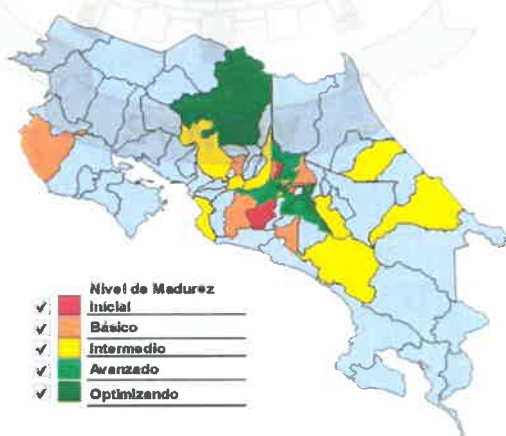 Nivel de Madurez
Inicial
Básico
Intermedio
Avanzado
Optimizando